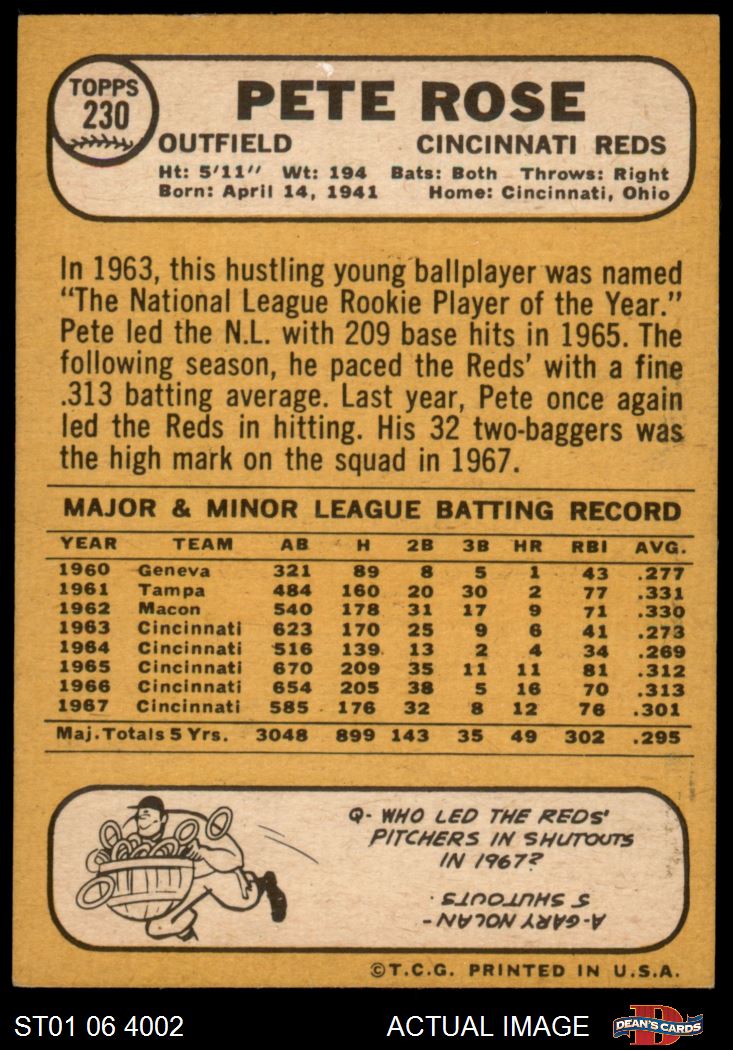 TOPPS
230
PETE ROSE
OUTFIELD CINCINNATI REDS
Ht: 5'11" Wt: 194 Bats: Both Throws: Right
Born: April 14, 1941 Home: Cincinnati, Ohio
In 1963, this hustling young ballplayer was named
"The National League Rookie Player of the Year."
Pete led the N.L. with 209 base hits in 1965. The
following season, he paced the Reds' with a fine
.313 batting average. Last year, Pete once again
led the Reds in hitting. His 32 two-baggers was
the high mark on the squad in 1967.
MAJOR & MINOR LEAGUE BATTING RECORD
YEAR TEAM AB H 2B 3B HR RBI AVG.
1960 Geneva 321 89 8 5 1 43 .277
1961 Tampa 484 160 20 30 2 77 .331
1962 Macon 540 178 31 17 9 71 .330
1963 Cincinnati 623 170 25 9 6 41 .273
1964 Cincinnati 516 139 13 2 4 34 .269
1965 Cincinnati 670 209 35 11 11 81 .312
1966 Cincinnati 654 205 38 5 16 70 .313
1967 Cincinnati 585 176 32 8 12 76 .301
Maj. Totals 5 Yrs. 3048 899 143 35 49 302 .295
Q- WHO LED THE REDS'
PITCHERS IN SHUTOUTS
IN 1967?
A-GARY NOLAN -
5 SHUTOUTS.
©T.C.G. PRINTED IN U.S.A.
ST01 06 4002 ACTUAL IMAGE
D
DEAN'S CARDS